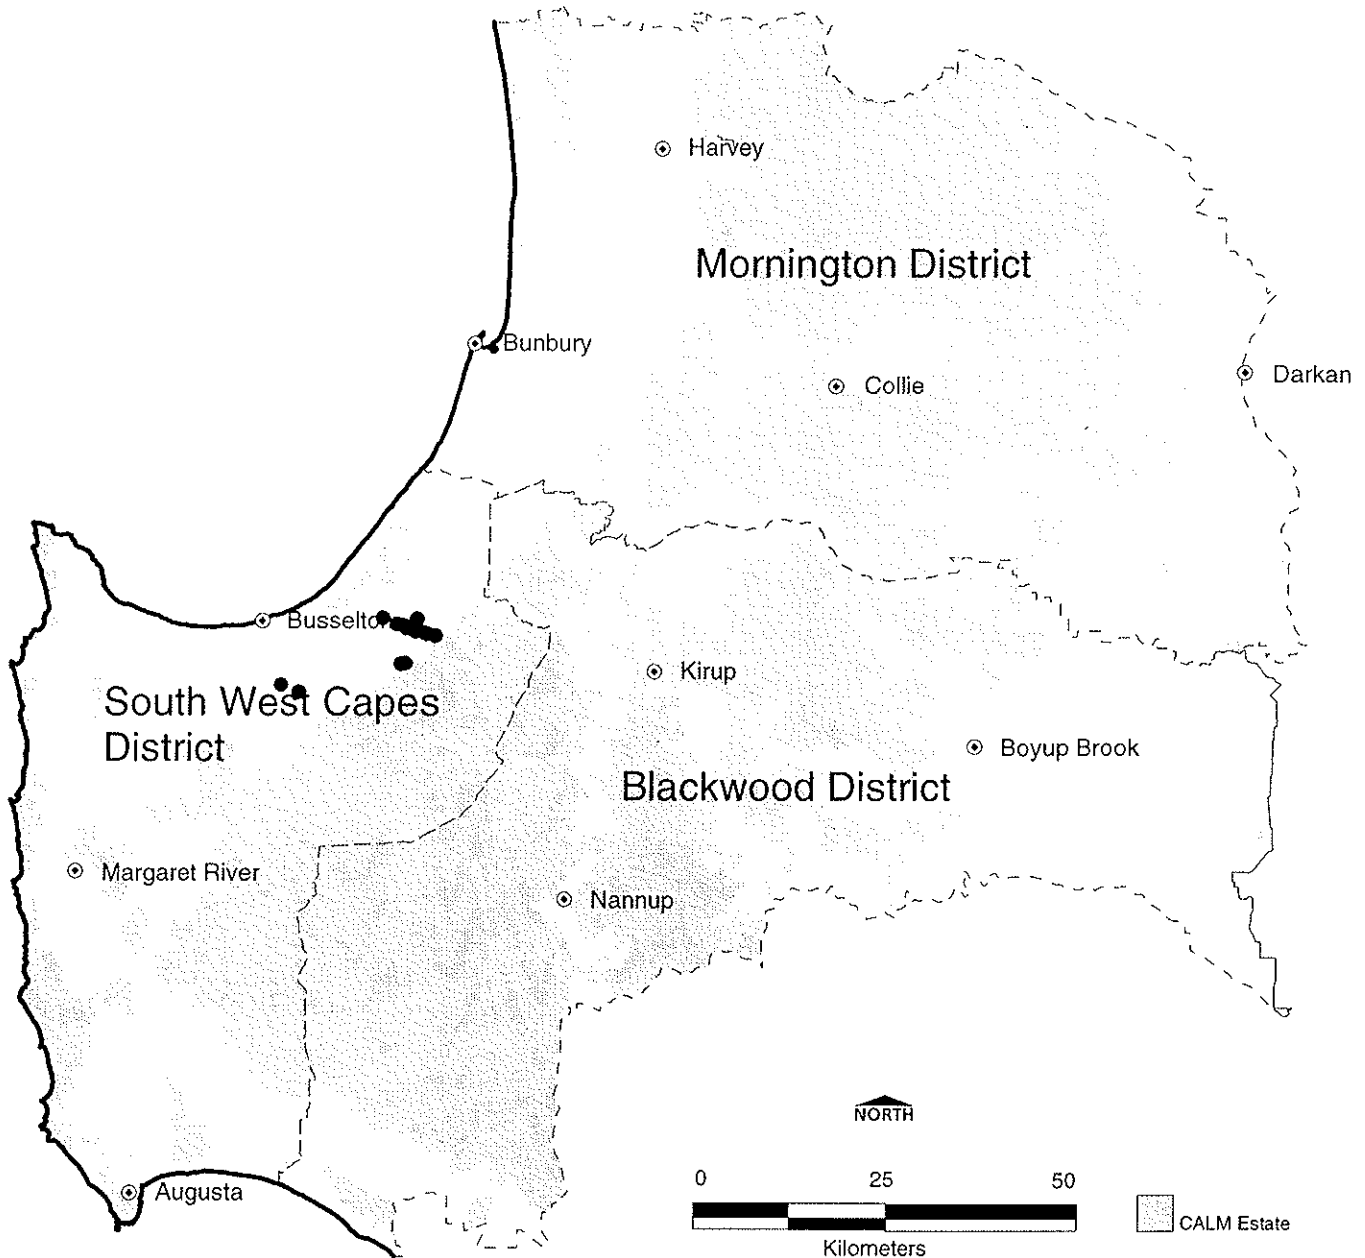 Harvey
Mornington District
Bunbury
Collie
Darkan
Busselton
Kirup
South West Capes
District
Boyup Brook
Blackwood District
Margaret River
Nannup
NORTH
0 25 50
Augusta
CALM Estate
Kilometers